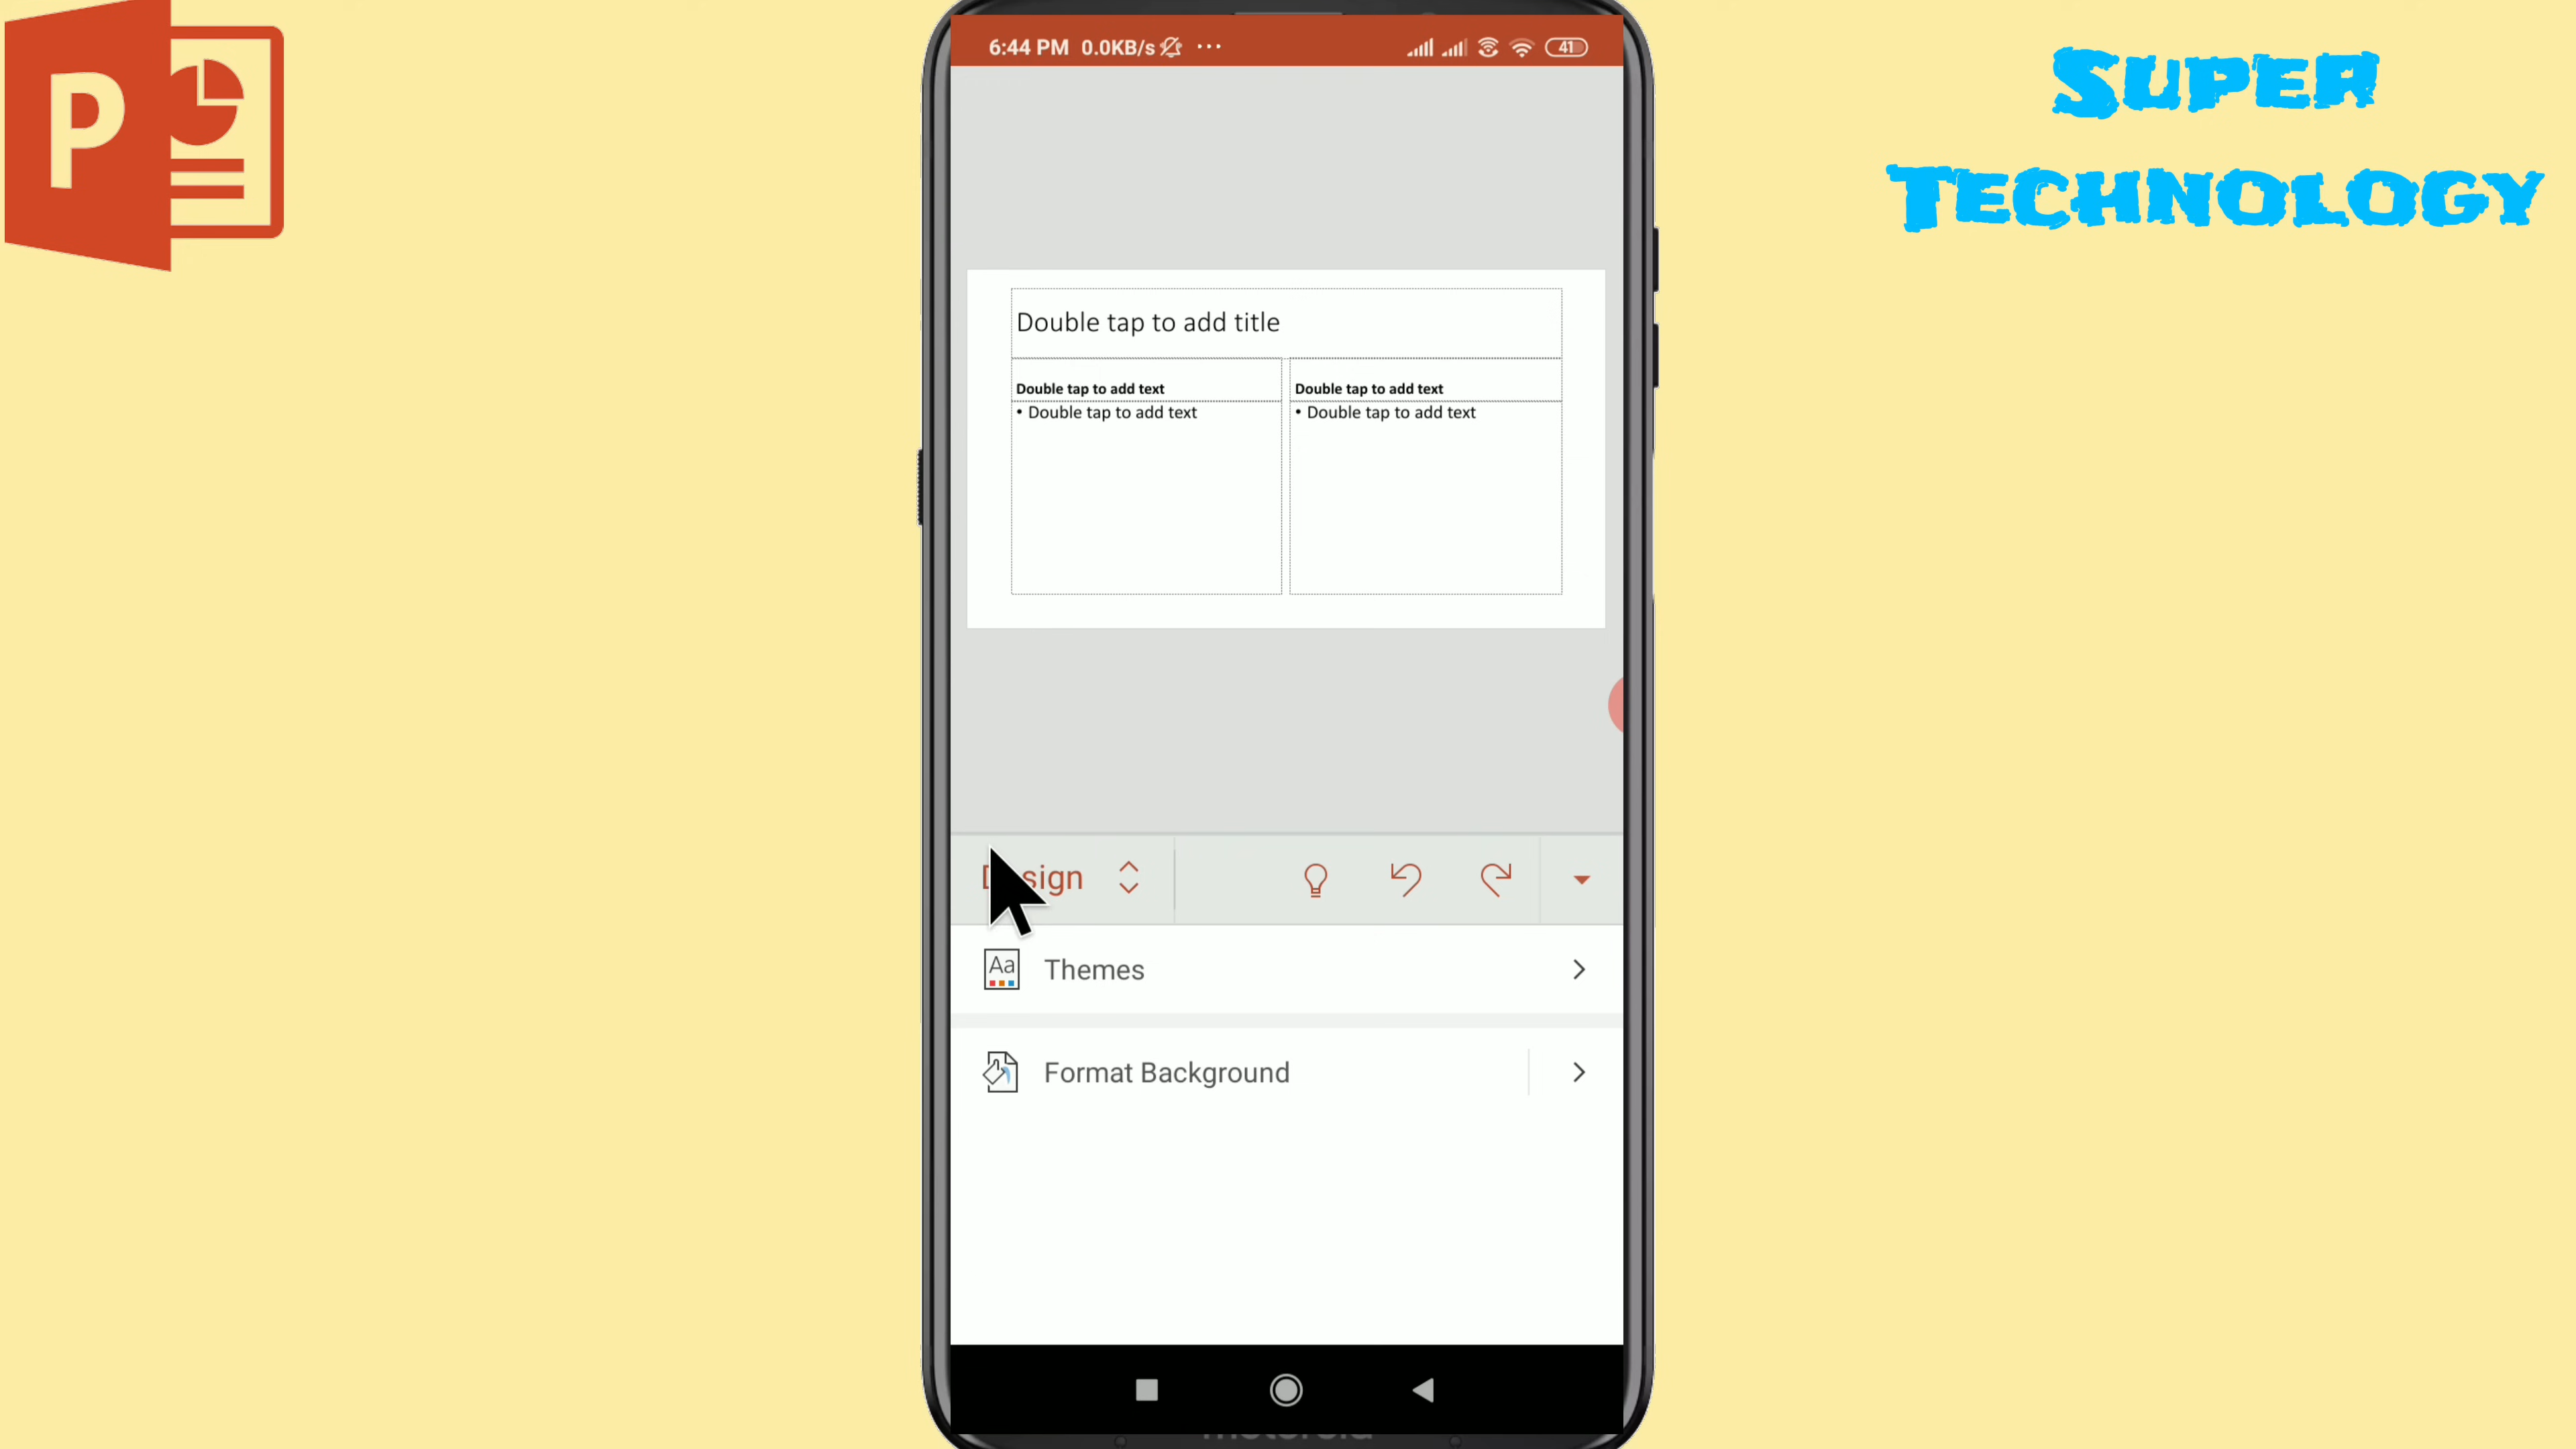 P
Super
Technology
6:44 PM 0.0KB/s ...
41
Double tap to add title
Double tap to add text
• Double tap to add text
Double tap to add text
• Double tap to add text
Aa
Themes
Format Background